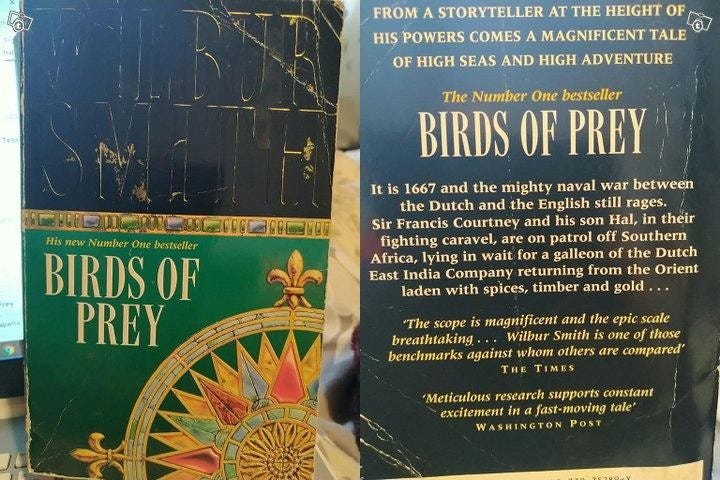 WILBUR
SMITH
His new Number One bestseller
BIRDS OF
PREY
FROM A STORYTELLER AT THE HEIGHT OF
HIS POWERS COMES A MAGNIFICENT TALE
OF HIGH SEAS AND HIGH ADVENTURE
The Number One bestseller
BIRDS OF PREY
It is 1667 and the mighty naval war between
the Dutch and the English still rages.
Sir Francis Courtney and his son Hal, in their
fighting caravel, are on patrol off Southern
Africa, lying in wait for a galleon of the Dutch
East India Company returning from the Orient
laden with spices, timber and gold . . .
‘The scope is magnificent and the epic scale
breathtaking . . . Wilbur Smith is one of those
benchmarks against whom others are compared’
THE TIMES
‘Meticulous research supports constant
excitement in a fast-moving tale’
WASHINGTON POST